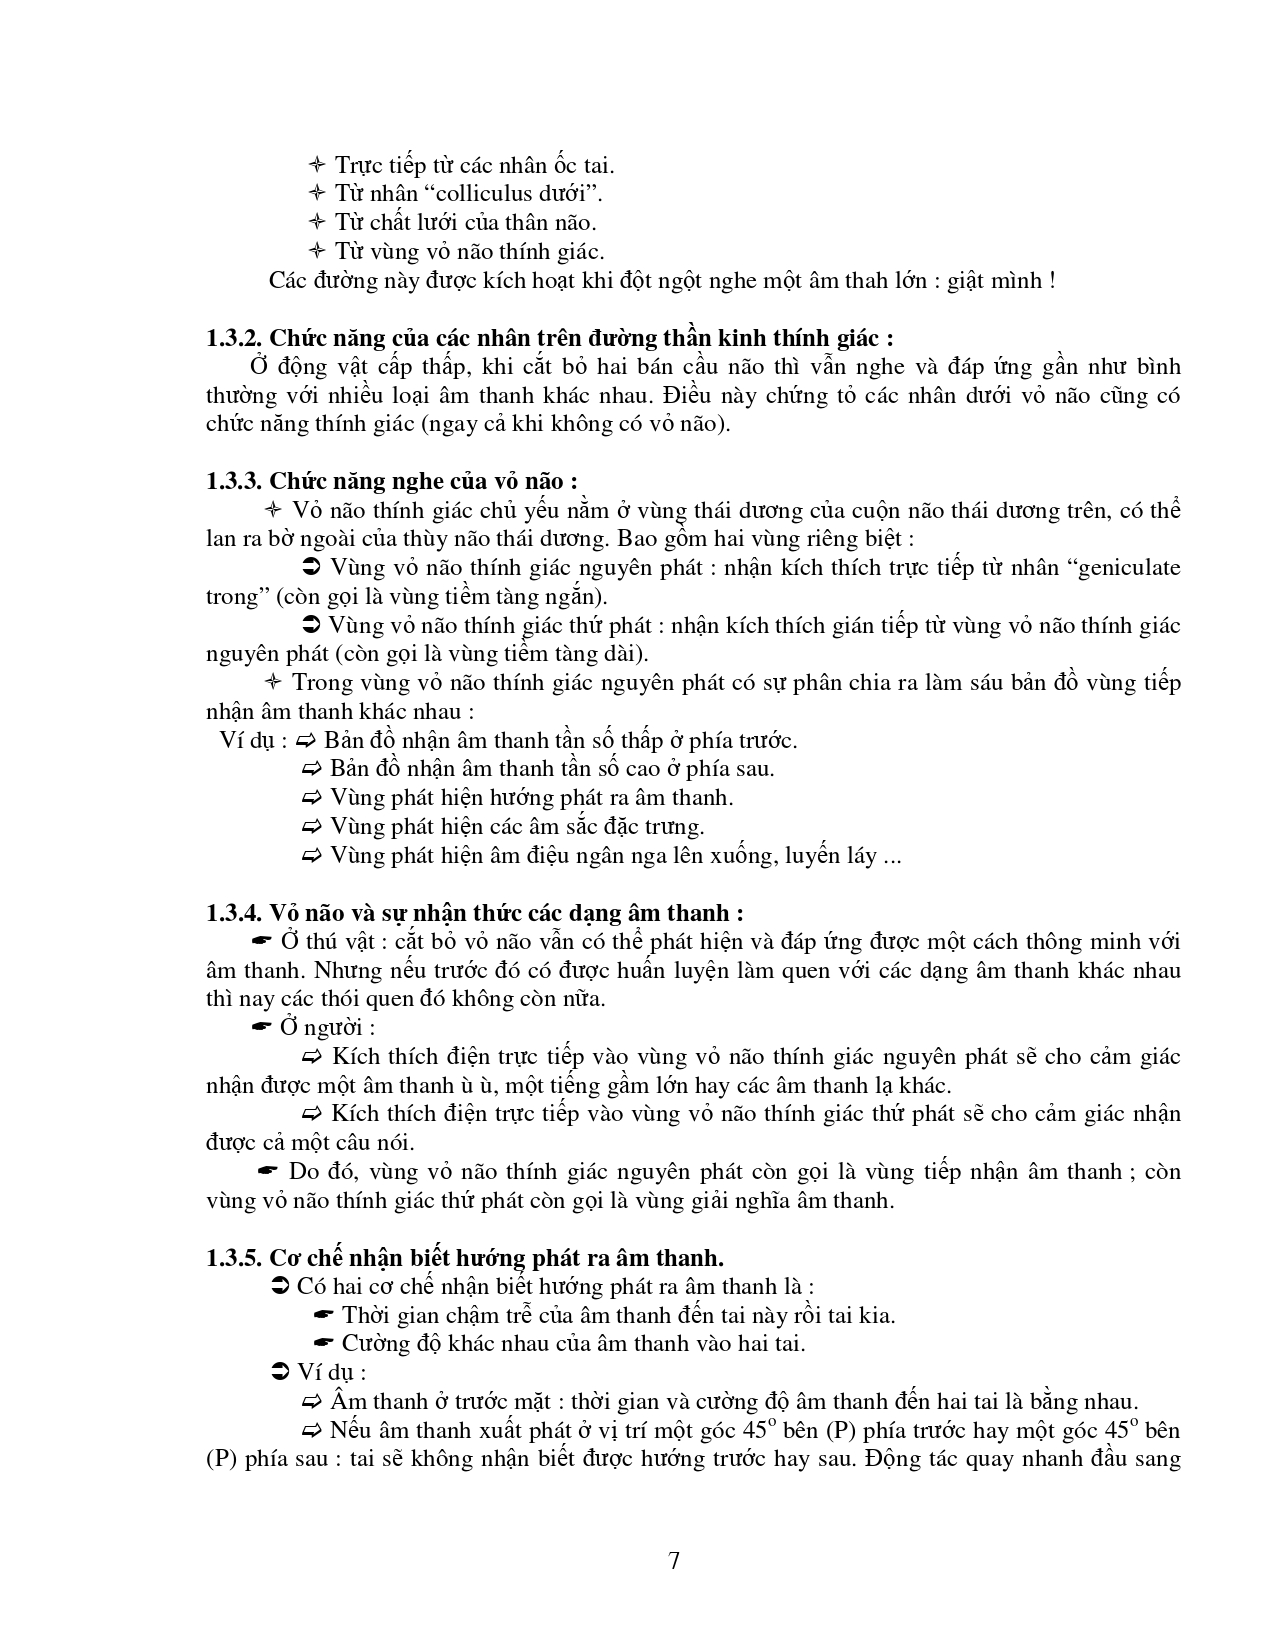 ✧ Trực tiếp từ các nhân ốc tai.
✧ Từ nhân “colliculus dưới”.
✧ Từ chất lưới của thân não.
✧ Từ vùng vỏ não thính giác.
Các đường này được kích hoạt khi đột ngột nghe một âm thah lớn : giật mình !
1.3.2. Chức năng của các nhân trên đường thần kinh thính giác :
Ở động vật cấp thấp, khi cắt bỏ hai bán cầu não thì vẫn nghe và đáp ứng gần như bình
thường với nhiều loại âm thanh khác nhau. Điều này chứng tỏ các nhân dưới vỏ não cũng có
chức năng thính giác (ngay cả khi không có vỏ não).
1.3.3. Chức năng nghe của vỏ não :
✧ Vỏ não thính giác chủ yếu nằm ở vùng thái dương của cuộn não thái dương trên, có thể
lan ra bờ ngoài của thùy não thái dương. Bao gồm hai vùng riêng biệt :
➲ Vùng vỏ não thính giác nguyên phát : nhận kích thích trực tiếp từ nhân “geniculate
trong” (còn gọi là vùng tiềm tàng ngắn).
➲ Vùng vỏ não thính giác thứ phát : nhận kích thích gián tiếp từ vùng vỏ não thính giác
nguyên phát (còn gọi là vùng tiềm tàng dài).
✧ Trong vùng vỏ não thính giác nguyên phát có sự phân chia ra làm sáu bản đồ vùng tiếp
nhận âm thanh khác nhau :
Ví dụ : ➯ Bản đồ nhận âm thanh tần số thấp ở phía trước.
➯ Bản đồ nhận âm thanh tần số cao ở phía sau.
➯ Vùng phát hiện hướng phát ra âm thanh.
➯ Vùng phát hiện các âm sắc đặc trưng.
➯ Vùng phát hiện âm điệu ngân nga lên xuống, luyến láy ...
1.3.4. Vỏ não và sự nhận thức các dạng âm thanh :
☛ Ở thú vật : cắt bỏ vỏ não vẫn có thể phát hiện và đáp ứng được một cách thông minh với
âm thanh. Nhưng nếu trước đó có được huấn luyện làm quen với các dạng âm thanh khác nhau
thì nay các thói quen đó không còn nữa.
☛ Ở người :
➯ Kích thích điện trực tiếp vào vùng vỏ não thính giác nguyên phát sẽ cho cảm giác
nhận được một âm thanh ù ù, một tiếng gầm lớn hay các âm thanh lạ khác.
➯ Kích thích điện trực tiếp vào vùng vỏ não thính giác thứ phát sẽ cho cảm giác nhận
được cả một câu nói.
☛ Do đó, vùng vỏ não thính giác nguyên phát còn gọi là vùng tiếp nhận âm thanh ; còn
vùng vỏ não thính giác thứ phát còn gọi là vùng giải nghĩa âm thanh.
1.3.5. Cơ chế nhận biết hướng phát ra âm thanh.
➲ Có hai cơ chế nhận biết hướng phát ra âm thanh là :
☛ Thời gian chậm trễ của âm thanh đến tai này rồi tai kia.
☛ Cường độ khác nhau của âm thanh vào hai tai.
➲ Ví dụ :
➯ Âm thanh ở trước mặt : thời gian và cường độ âm thanh đến hai tai là bằng nhau.
➯ Nếu âm thanh xuất phát ở vị trí một góc 45º bên (P) phía trước hay một góc 45º bên
(P) phía sau : tai sẽ không nhận biết được hướng trước hay sau. Động tác quay nhanh đầu sang
7